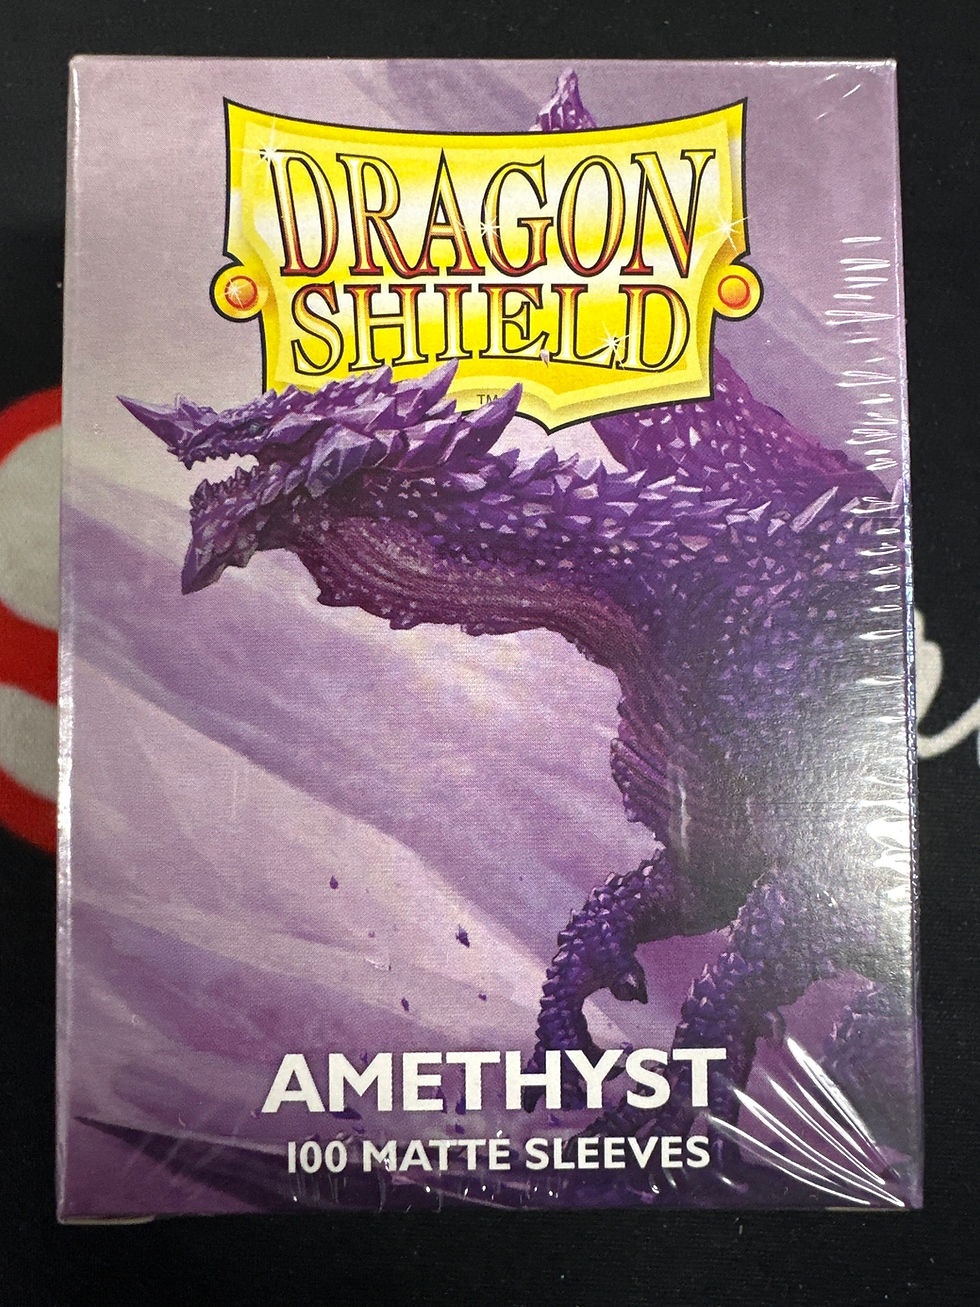 DRAGON
SHIELD
TM
AMETHYST
100 MATTE SLEEVES